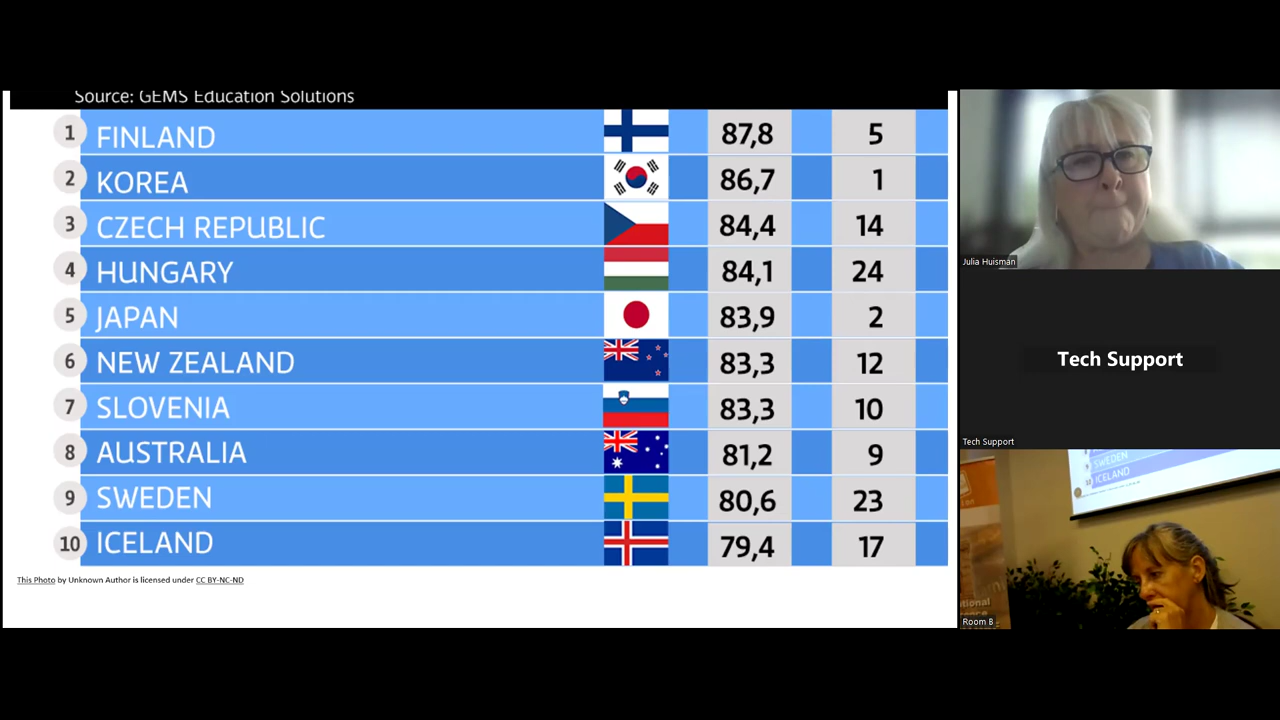 Source: GEMS Education Solutions
1 FINLAND 87,8 5
2 KOREA 86,7 1
3 CZECH REPUBLIC 84,4 14
4 HUNGARY 84,1 24
5 JAPAN 83,9 2
6 NEW ZEALAND 83,3 12
7 SLOVENIA 83,3 10
8 AUSTRALIA 81,2 9
9 SWEDEN 80,6 23
10 ICELAND 79,4 17
This Photo by Unknown Author is licensed under CC BY-NC-ND
Julia Huisman
Tech Support
Tech Support
SWEDEN
ICELAND
Room B